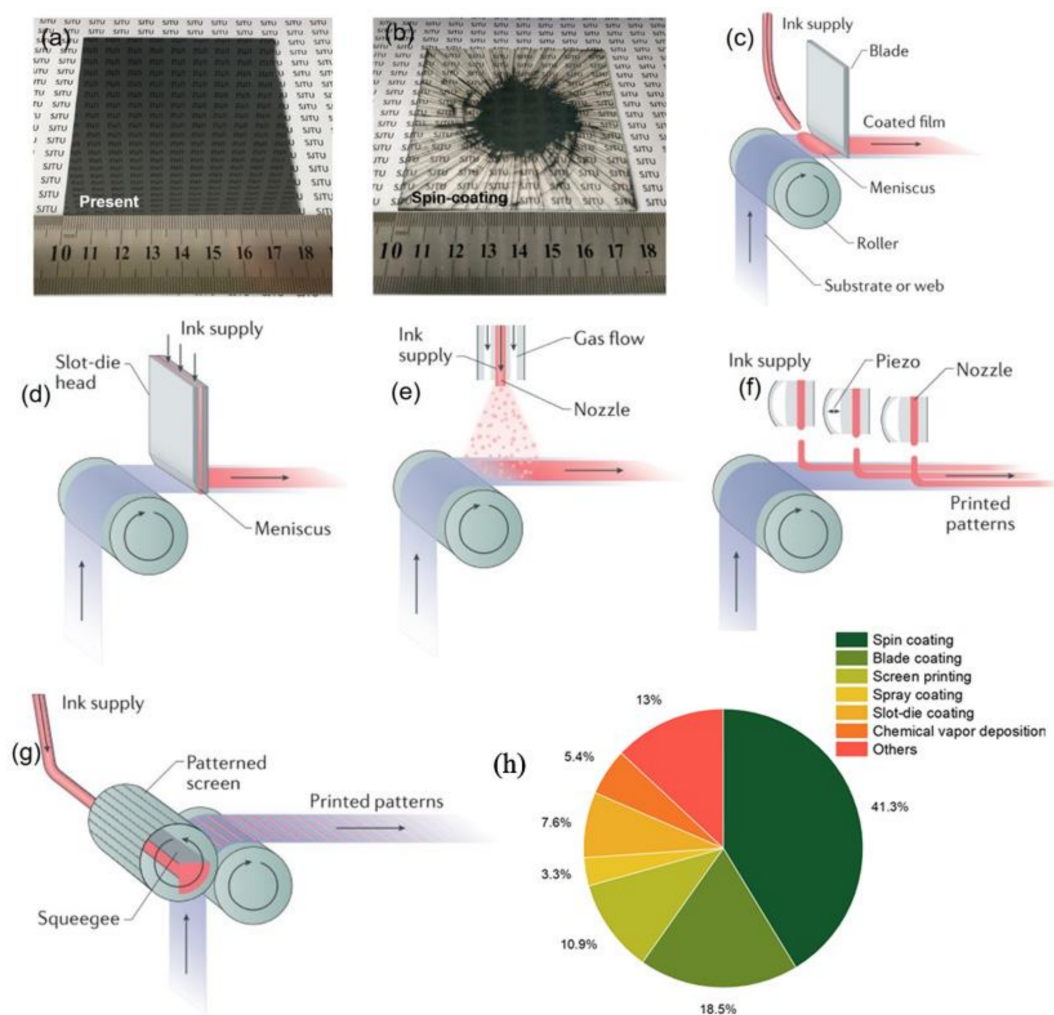 (a)
SJTU
Present
10 11 12 13 14 15 16 17 18
(b)
SJTU
Spin-coating
10 11 12 13 14 15 16 17 18
(c)
Ink supply
Blade
Coated film
Meniscus
Roller
Substrate or web
(d)
Ink supply
Slot-die
head
Meniscus
(e)
Ink
supply
Gas flow
Nozzle
(f)
Ink supply
Piezo
Nozzle
Printed
patterns
(g)
Ink supply
Patterned
screen
Printed patterns
Squeegee
(h)
Spin coating
Blade coating
Screen printing
Spray coating
Slot-die coating
Chemical vapor deposition
Others
13%
5.4%
7.6%
3.3%
10.9%
18.5%
41.3%